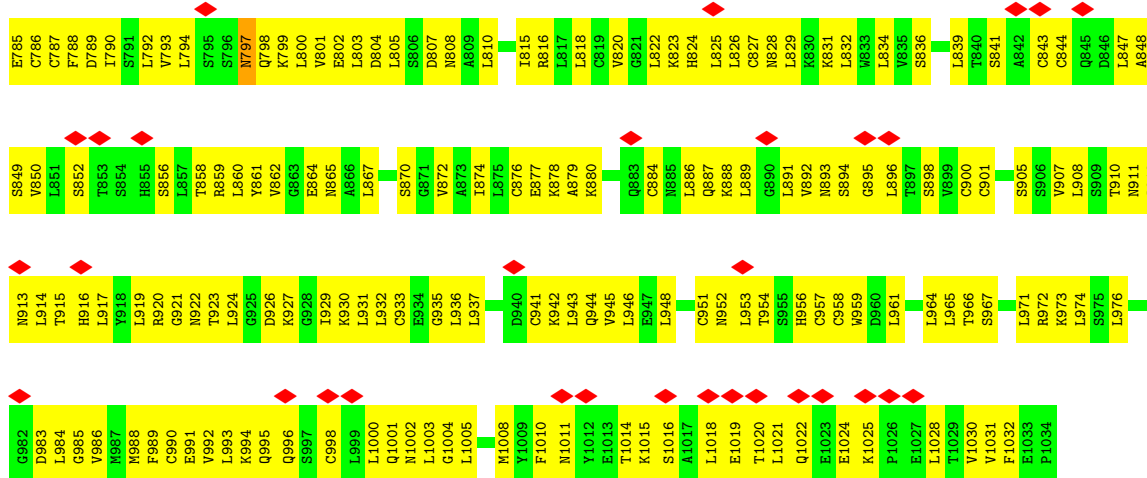 E785 C786 C787 F788 D789 I790 S791 L792 V793 L794 S795 S796 N797 Q798 K799 L800 V801 E802 L803 D804 L805 S806 D807 N808 A809 L810 I815 R816 L817 L818 C819 V820 G821 L822 K823 H824 L825 L826 C827 N828 L829 K830 K831 L832 W833 L834 V835 S836 L839 T840 S841 A842 C843 C844 Q845 D846 L847 A848
S849 V850 L851 S852 T853 S854 H855 S856 L857 T858 R859 L860 Y861 V862 G863 E864 N865 A866 L867 S870 G871 V872 A873 I874 L875 C876 E877 K878 A879 K880 Q883 C884 N885 L886 Q887 K888 L889 G890 L891 V892 N893 S894 G895 L896 T897 S898 V899 C900 C901 S905 S906 V907 L908 S909 T910 N911
N913 L914 T915 H916 L917 Y918 L919 R920 G921 N922 T923 L924 G925 D926 K927 G928 I929 K930 L931 L932 C933 E934 G935 L936 L937 D940 C941 K942 L943 Q944 V945 L946 E947 L948 C951 N952 L953 T954 S955 H956 C957 C958 W959 D960 L961 L964 L965 T966 S967 L971 R972 K973 L974 S975 L976
G982 D983 L984 G985 V986 M987 M988 F989 C990 E991 V992 L993 K994 Q995 Q996 S997 C998 L999 L1000 Q1001 N1002 L1003 G1004 L1005 M1008 Y1009 F1010 N1011 Y1012 E1013 T1014 K1015 S1016 A1017 L1018 E1019 T1020 L1021 Q1022 E1023 E1024 K1025 P1026 E1027 L1028 T1029 V1030 V1031 F1032 E1033 P1034